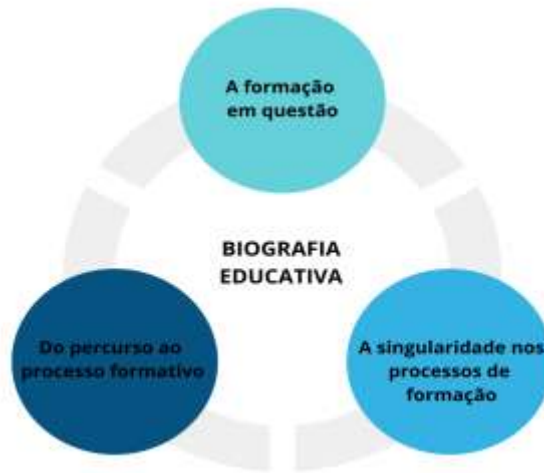 A formação
em questão
BIOGRAFIA
EDUCATIVA
Do percurso ao
processo formativo
A singularidade nos
processos de
formação